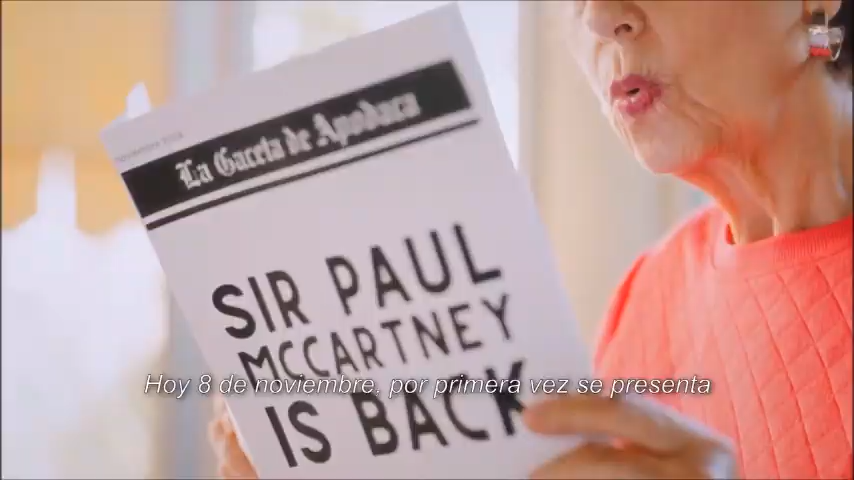 La Gaceta de Apodaca
SIR PAUL
MCCARTNEY
IS BACK
Hoy 8 de noviembre, por primera vez se presenta